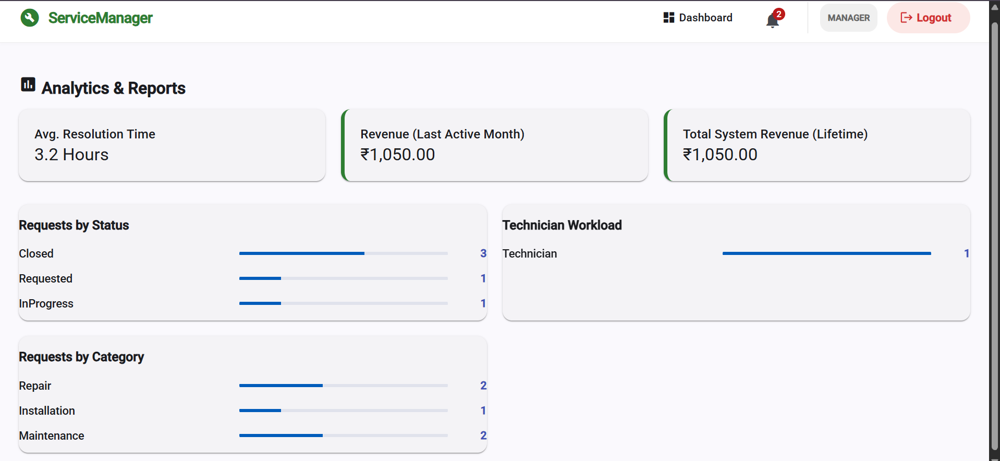 ServiceManager
Dashboard
2
MANAGER
Logout
Analytics & Reports
Avg. Resolution Time
3.2 Hours
Revenue (Last Active Month)
₹1,050.00
Total System Revenue (Lifetime)
₹1,050.00
Requests by Status
Closed 3
Requested 1
InProgress 1
Technician Workload
Technician 1
Requests by Category
Repair 2
Installation 1
Maintenance 2